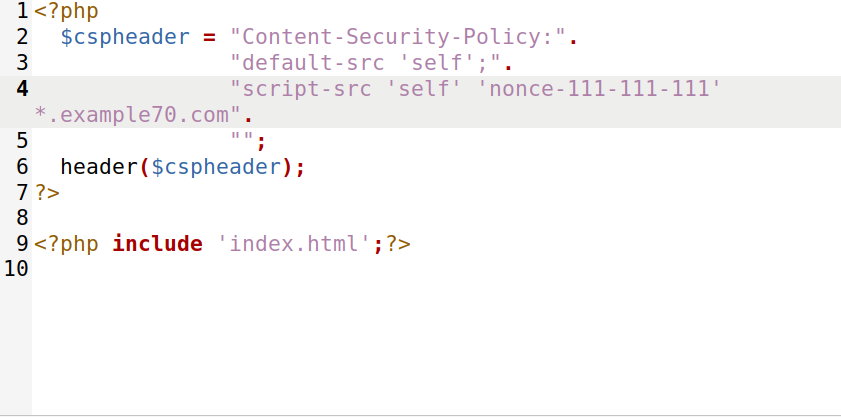 1 <?php
2   $cspheader = "Content-Security-Policy:".
3                "default-src 'self';".
4                "script-src 'self' 'nonce-111-111-111'
*.example70.com".
5                "";
6   header($cspheader);
7 ?>
8
9 <?php include 'index.html';?>
10